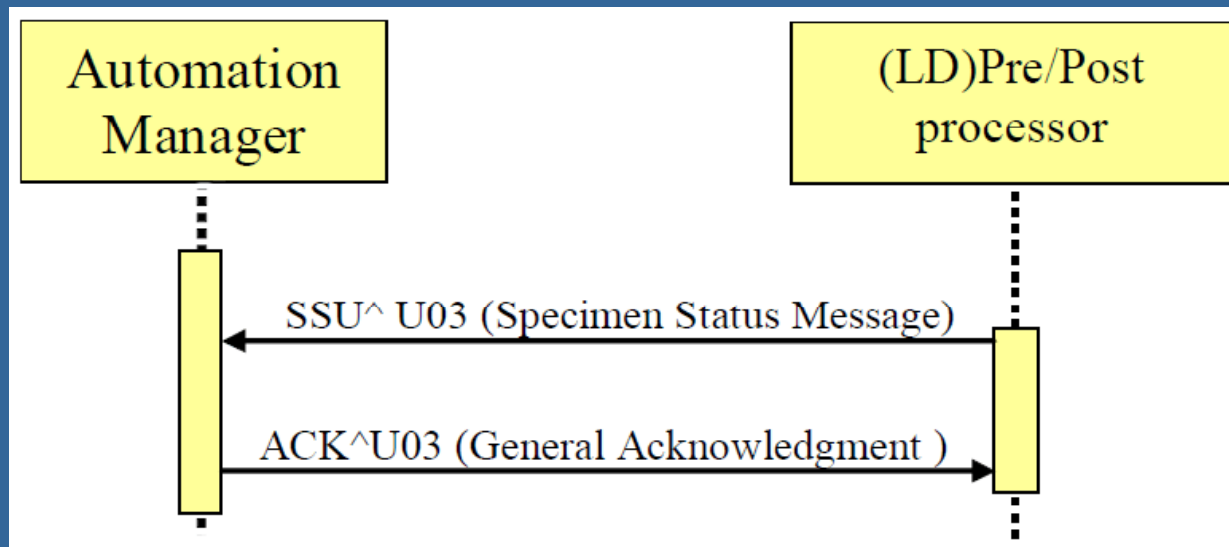 Automation
Manager
(LD)Pre/Post
processor
SSU^ U03 (Specimen Status Message)
ACK^U03 (General Acknowledgment )